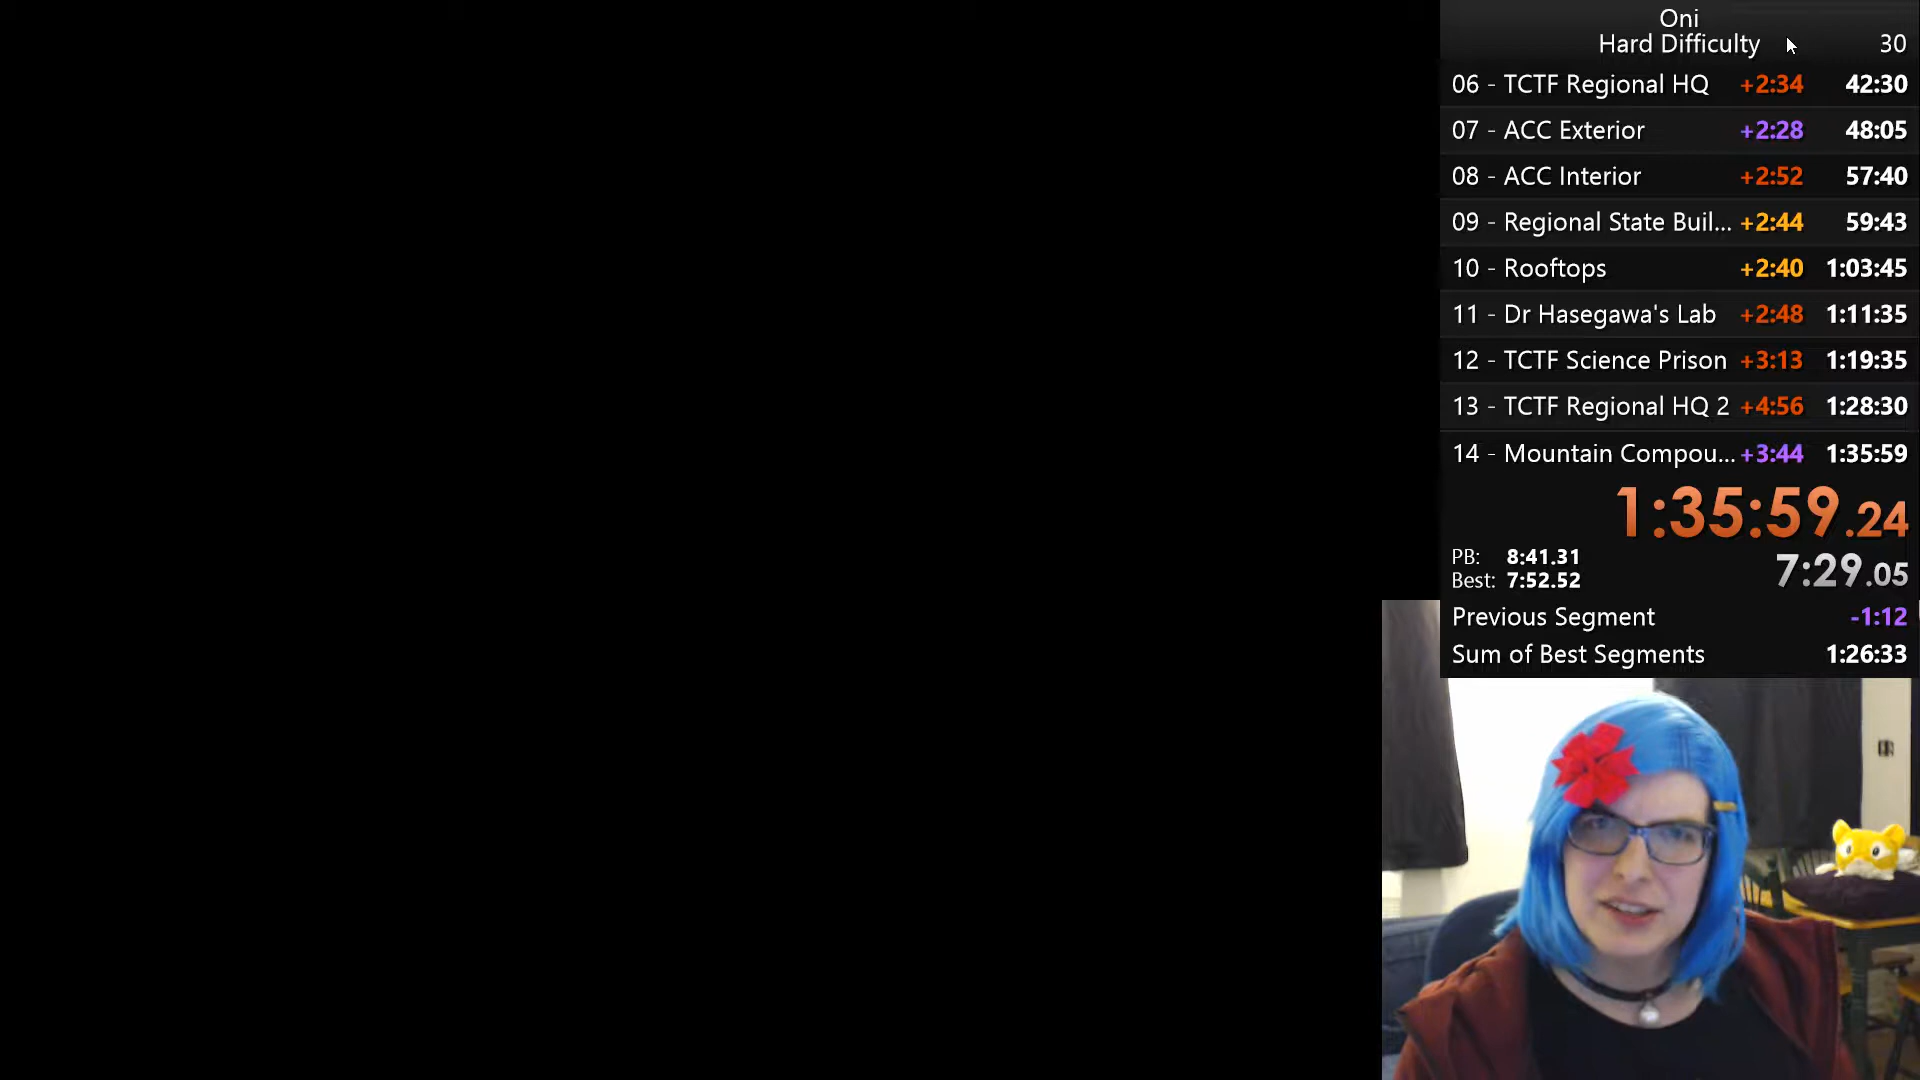 Oni
Hard Difficulty 30
06 - TCTF Regional HQ +2:34 42:30
07 - ACC Exterior +2:28 48:05
08 - ACC Interior +2:52 57:40
09 - Regional State Buil... +2:44 59:43
10 - Rooftops +2:40 1:03:45
11 - Dr Hasegawa's Lab +2:48 1:11:35
12 - TCTF Science Prison +3:13 1:19:35
13 - TCTF Regional HQ 2 +4:56 1:28:30
14 - Mountain Compou... +3:44 1:35:59
1:35:59.24
PB: 8:41.31
Best: 7:52.52
7:29.05
Previous Segment -1:12
Sum of Best Segments 1:26:33